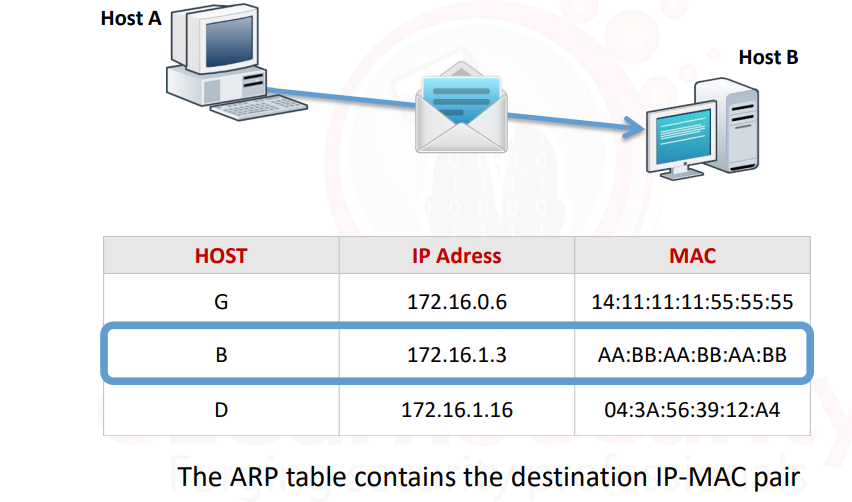 Host A
Host B
HOST IP Adress MAC
G 172.16.0.6 14:11:11:11:55:55:55
B 172.16.1.3 AA:BB:AA:BB:AA:BB
D 172.16.1.16 04:3A:56:39:12:A4
The ARP table contains the destination IP-MAC pair